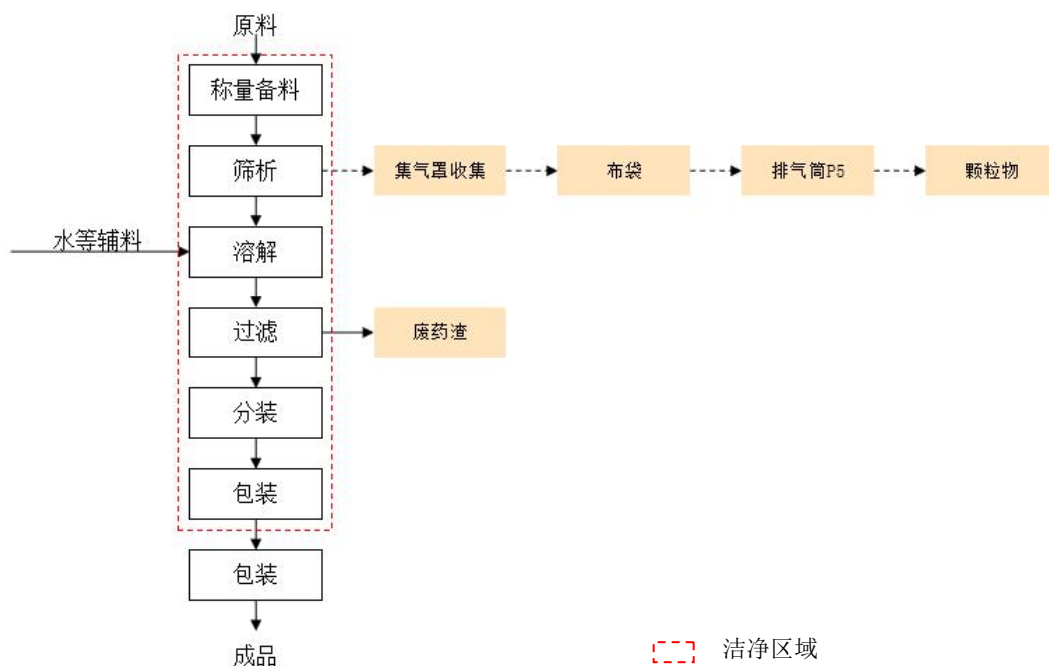 原料
称量备料
筛析
集气罩收集
布袋
排气筒P5
颗粒物
水等辅料
溶解
过滤
废药渣
分装
包装
包装
成品
洁净区域